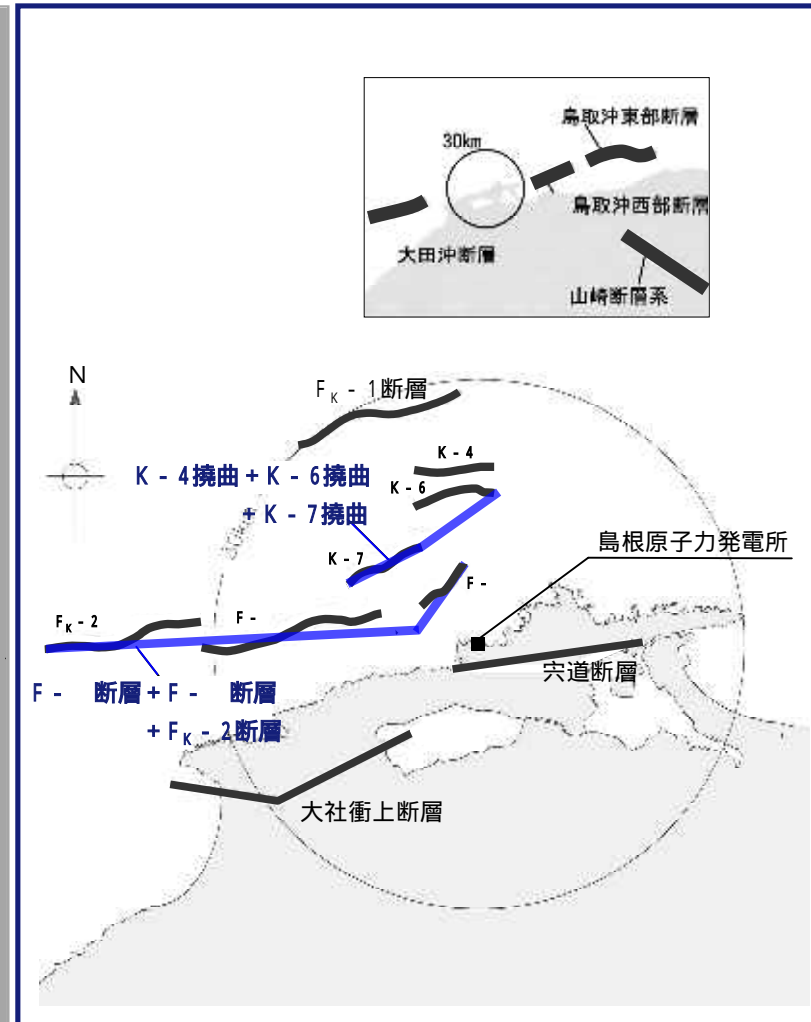 鳥取沖東部断層
30km
鳥取沖西部断層
大田沖断層
山崎断層系
N
FK - 1断層
K - 4
K - 4撓曲 + K - 6撓曲
+ K - 7撓曲
K - 6
島根原子力発電所
K - 7
F -
FK - 2
F -
宍道断層
F -　断層 + F -　断層
+ FK - 2断層
大社衝上断層